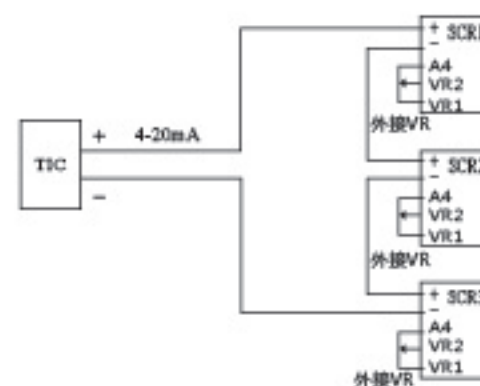 + SCR1
-
A4
VR2
VR1
外接VR
+ 4-20mA
TIC
-
+ SCR2
-
A4
VR2
VR1
外接VR
+ SCR3
-
A4
VR2
VR1
外接VR